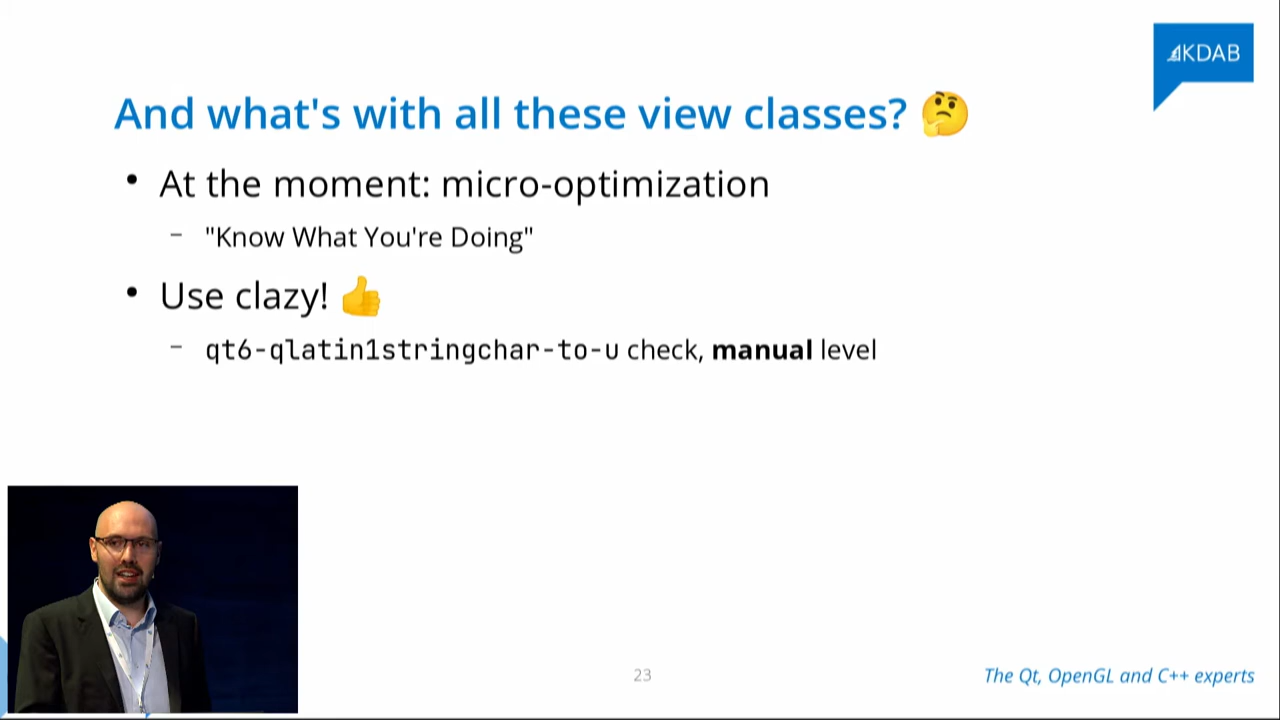 KDAB
And what's with all these view classes? 🤔
• At the moment: micro-optimization
– "Know What You're Doing"
• Use clazy! 👍
– qt6-qlatin1stringchar-to-u check, manual level
23
The Qt, OpenGL and C++ experts